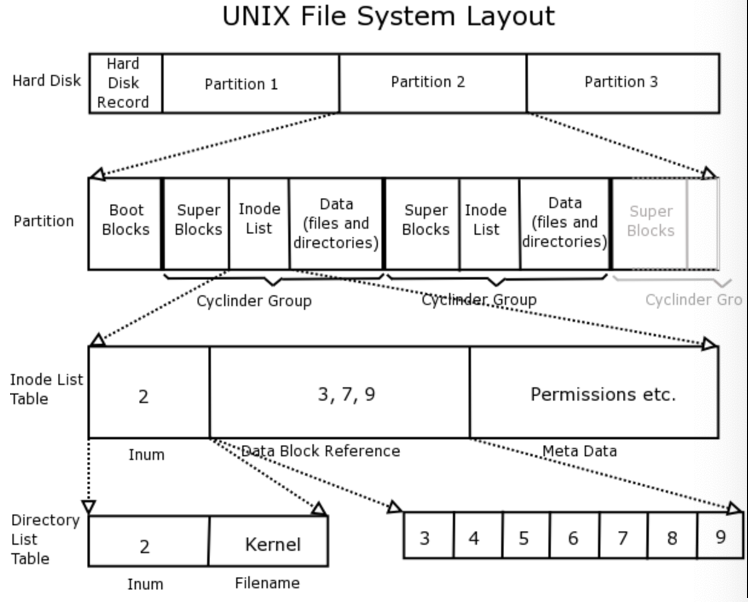 UNIX File System Layout
Hard Disk
Hard
Disk
Record
Partition 1
Partition 2
Partition 3
Partition
Boot
Blocks
Super
Blocks
Inode
List
Data
(files and
directories)
Super
Blocks
Inode
List
Data
(files and
directories)
Super
Blocks
Cyclinder Group
Cyclinder Group
Cyclinder Gro
Inode List
Table
2
3, 7, 9
Permissions etc.
Inum
Data Block Reference
Meta Data
Directory
List
Table
2
Kernel
3
4
5
6
7
8
9
Inum
Filename